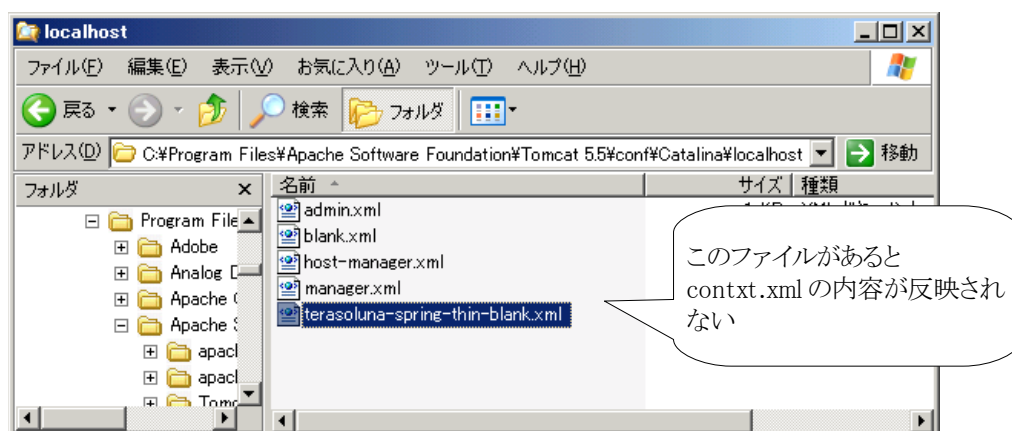 localhost
ファイル(F) 編集(E) 表示(V) お気に入り(A) ツール(T) ヘルプ(H)
戻る 検索 フォルダ
アドレス(D) C:¥Program Files¥Apache Software Foundation¥Tomcat 5.5¥conf¥Catalina¥localhost 移動
フォルダ x 名前 サイズ 種類
Program File
Adobe
Analog
Apache
Apache
apacl
apacl
Tomc
admin.xml
blank.xml
host-manager.xml
manager.xml
terasoluna-spring-thin-blank.xml
このファイルがあると
contxt.xml の内容が反映され
ない